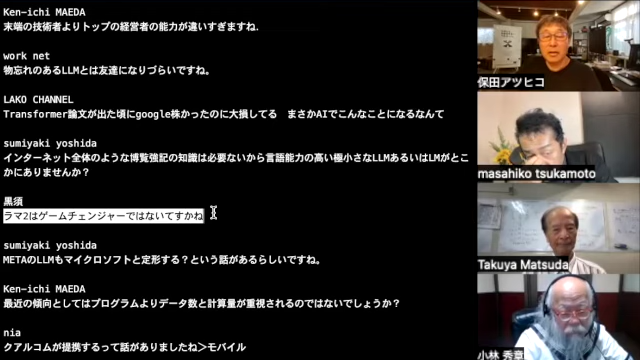 Ken-ichi MAEDA
末端の技術者よりトップの経営者の能力が違いすぎますね．
work net
物忘れのあるLLMとは友達になりづらいですね。
LAKO CHANNEL
Transformer論文が出た頃にgoogle株かったのに大損してる　まさかAIでこんなことになるなんて
sumiyaki yoshida
インターネット全体のような博覧強記の知識は必要ないから言語能力の高い極小さなLLMあるいはLMがとこ
かにありませんか？
黒須
ラマ2はゲームチェンジャーではないてすかね
sumiyaki yoshida
METAのLLMもマイクロソフトと定形する？という話があるらしいですね。
Ken-ichi MAEDA
最近の傾向としてはプログラムよりデータ数と計算量が重視されるのではないでしょうか？
nia
クアルコムが提携するって話がありましたね＞モバイル
保田アツヒコ
masahiko tsukamoto
Takuya Matsuda
小林 秀章